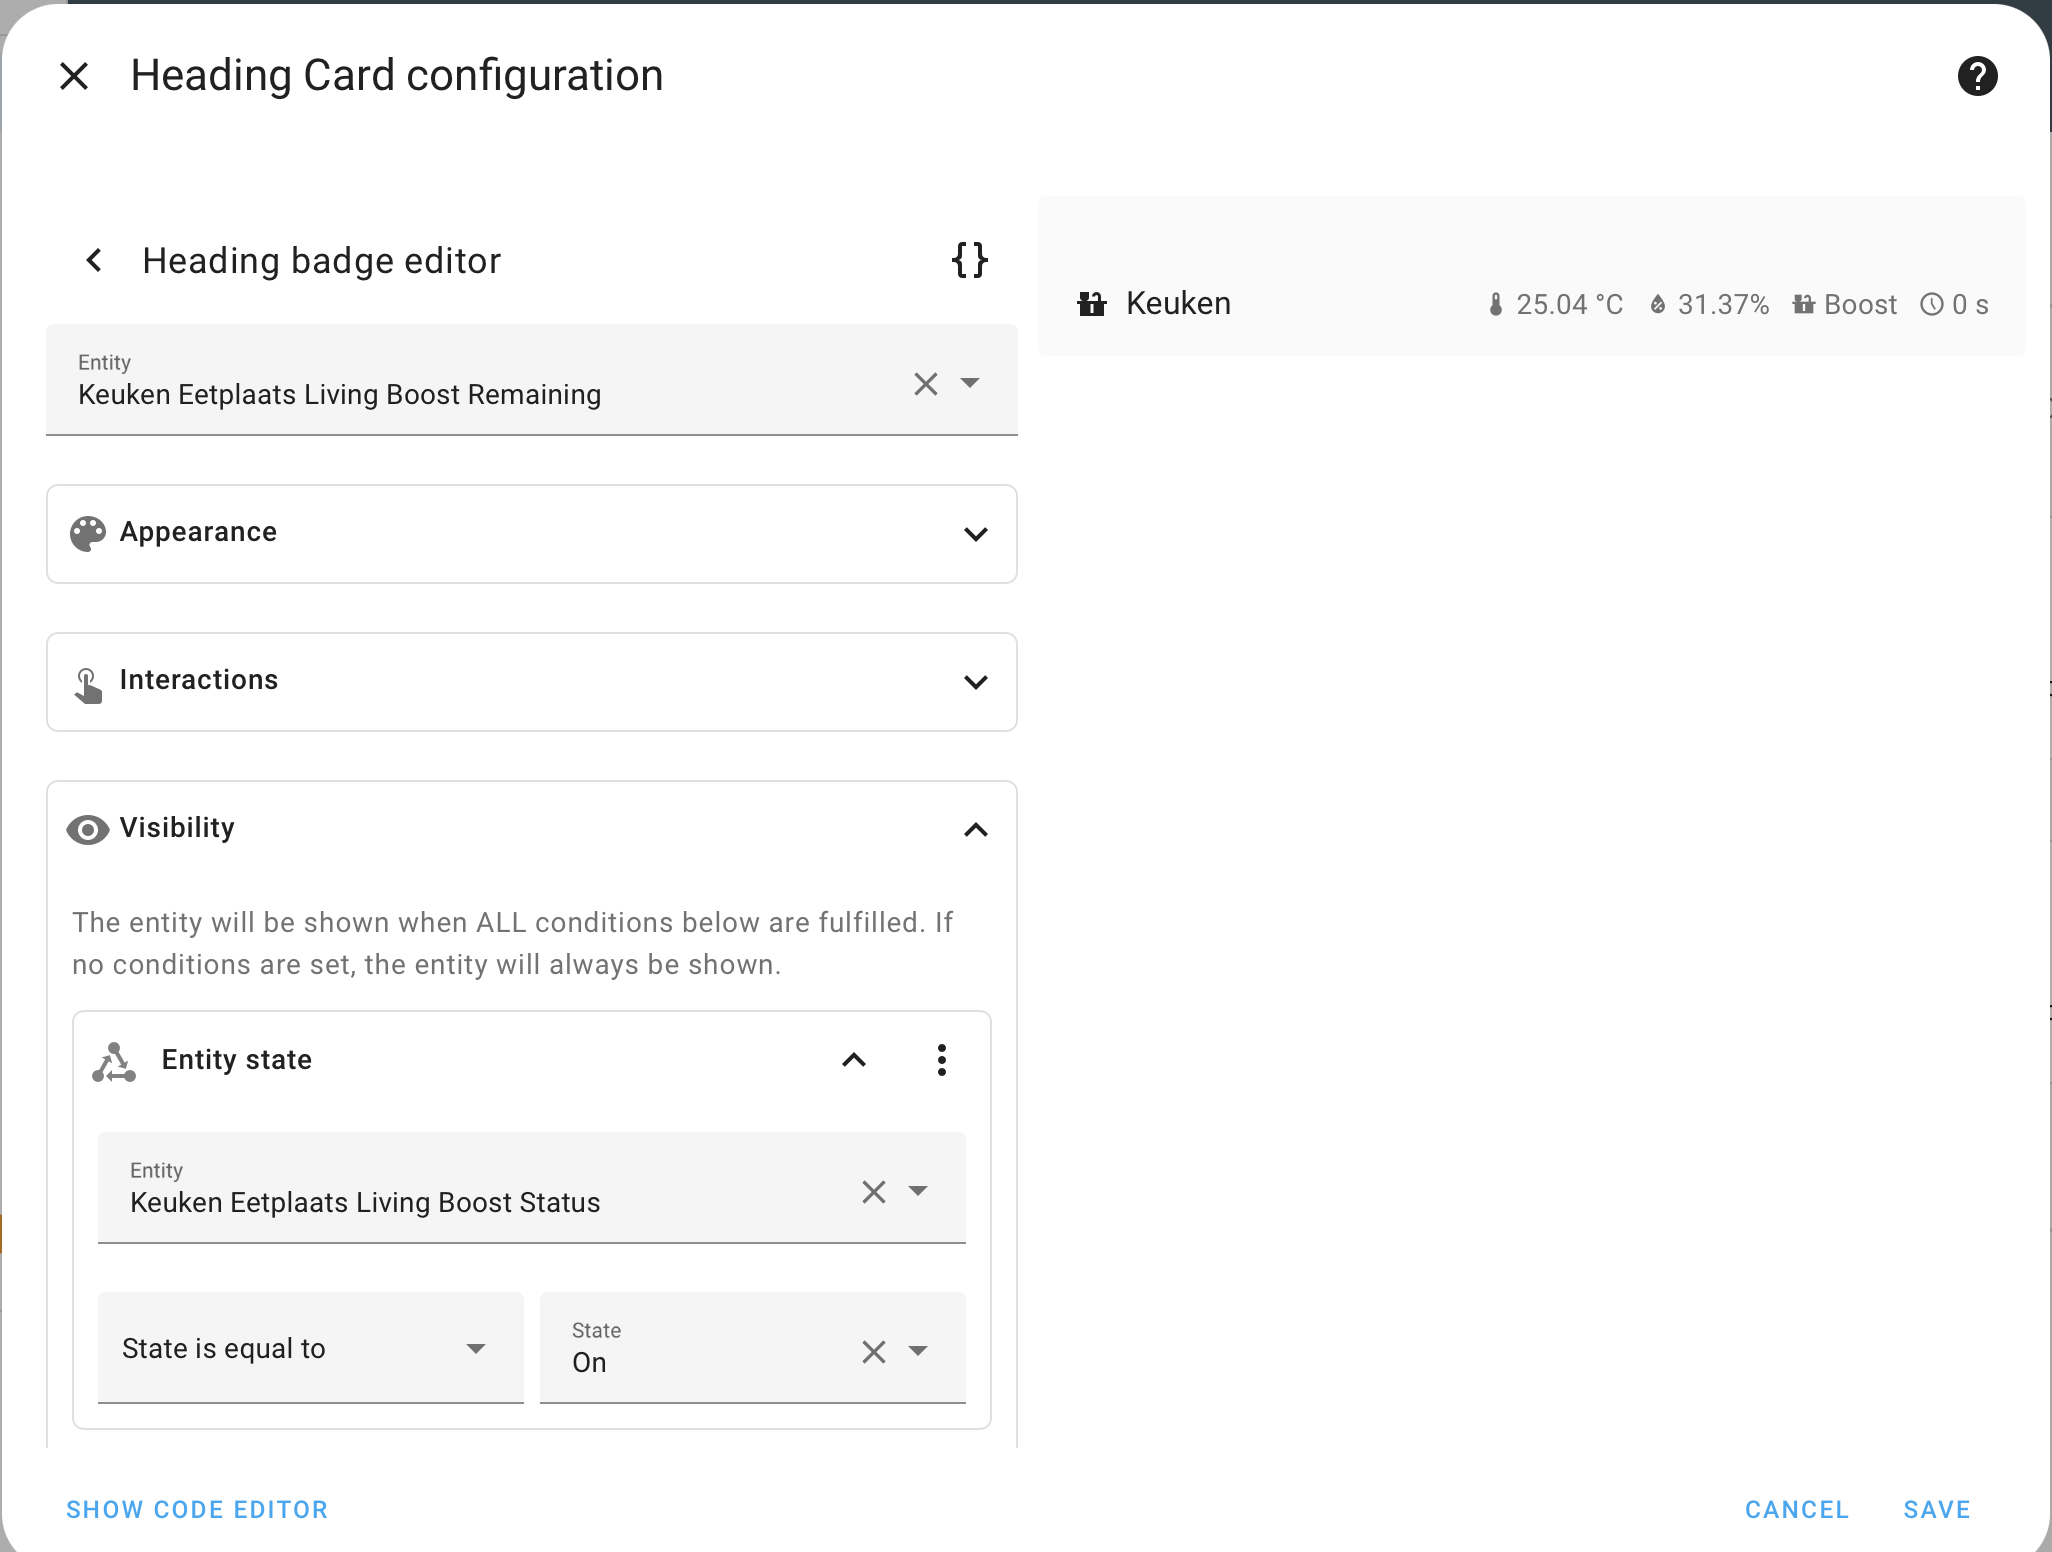 Heading Card configuration
Heading badge editor
{}
Entity
Keuken Eetplaats Living Boost Remaining
Appearance
Interactions
Visibility
The entity will be shown when ALL conditions below are fulfilled. If
no conditions are set, the entity will always be shown.
Entity state
Entity
Keuken Eetplaats Living Boost Status
State is equal to
State
On
Keuken 25.04 °C 31.37% Boost 0 s
SHOW CODE EDITOR
CANCEL SAVE